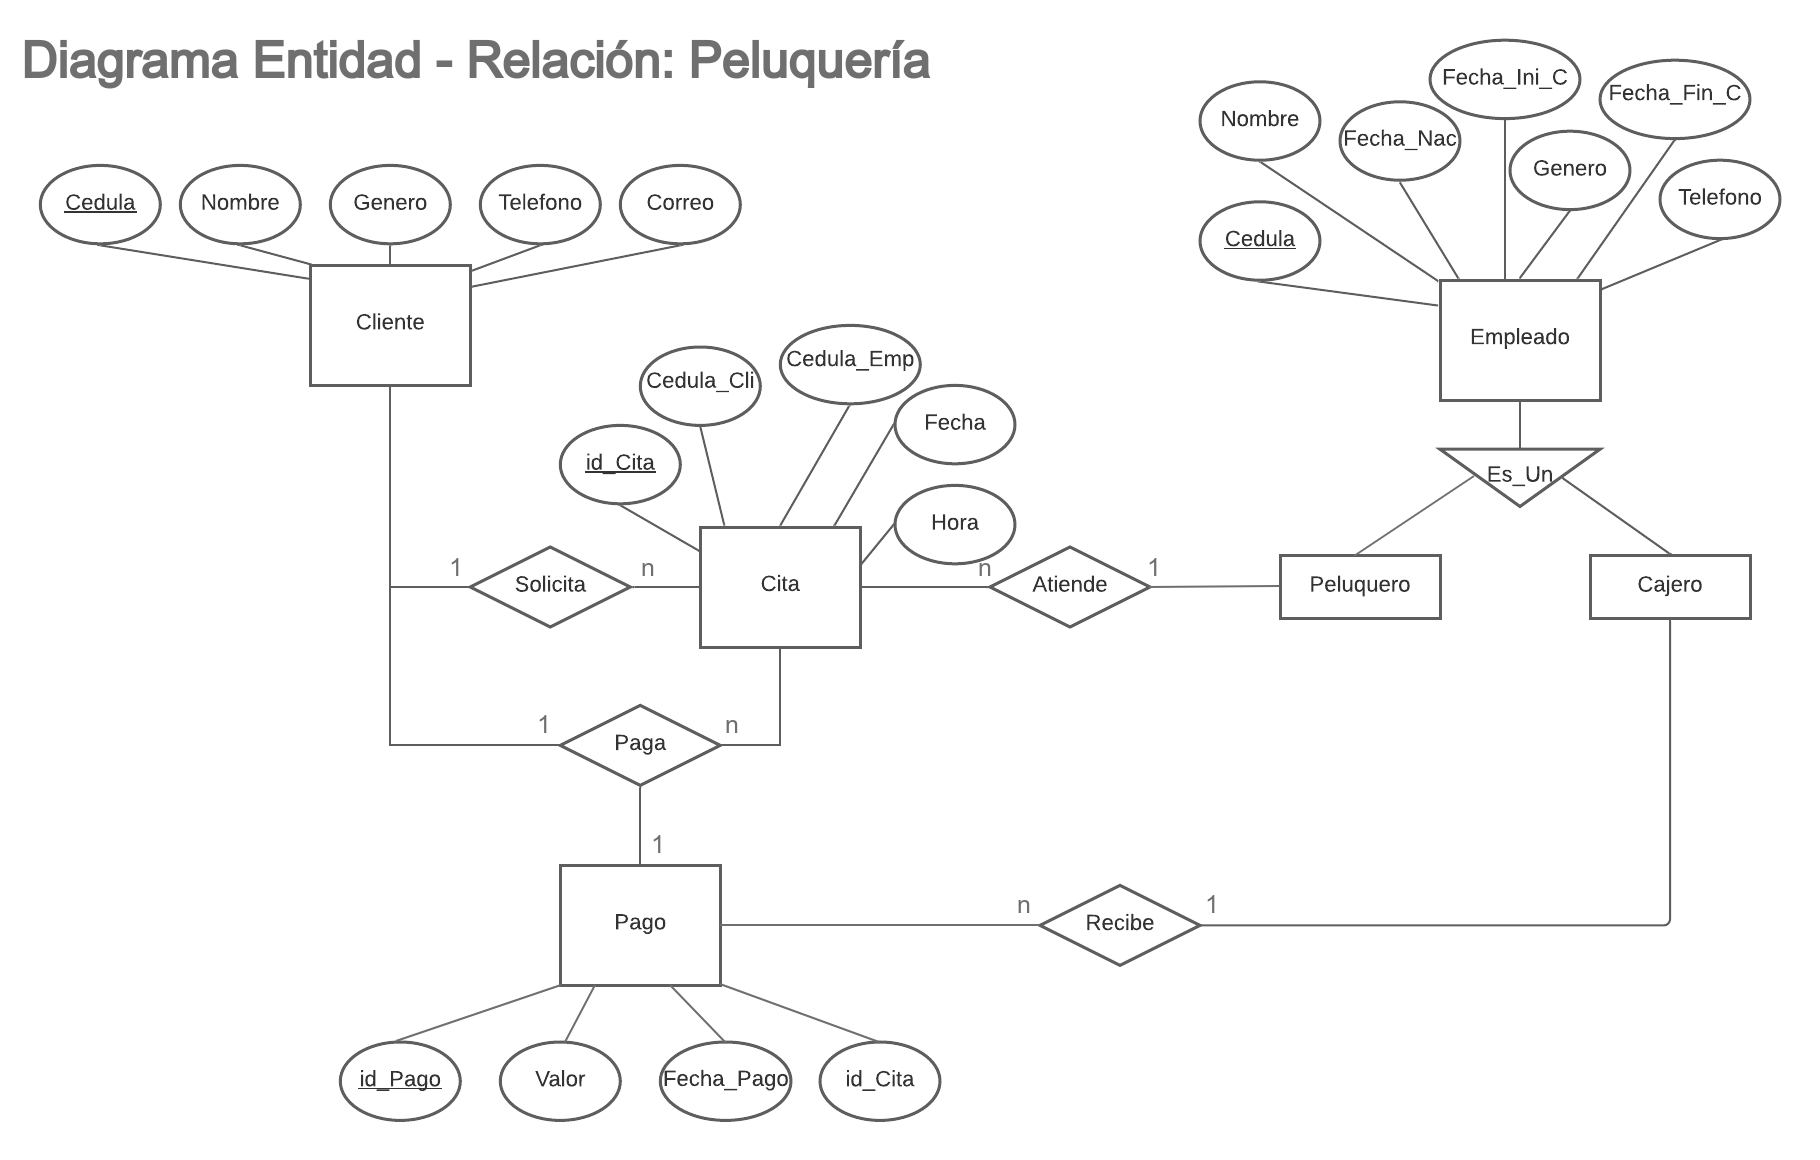 Diagrama Entidad - Relación: Peluquería
Fecha_Ini_C
Fecha_Fin_C
Nombre
Fecha_Nac
Genero
Telefono
Cedula
Cedula
Nombre
Genero
Telefono
Correo
Cliente
Empleado
Cedula_Cli
Cedula_Emp
Fecha
id_Cita
Hora
Es_Un
1
Solicita
n
Cita
n
Atiende
1
Peluquero
Cajero
1
Paga
n
1
Pago
n
Recibe
1
id_Pago
Valor
Fecha_Pago
id_Cita